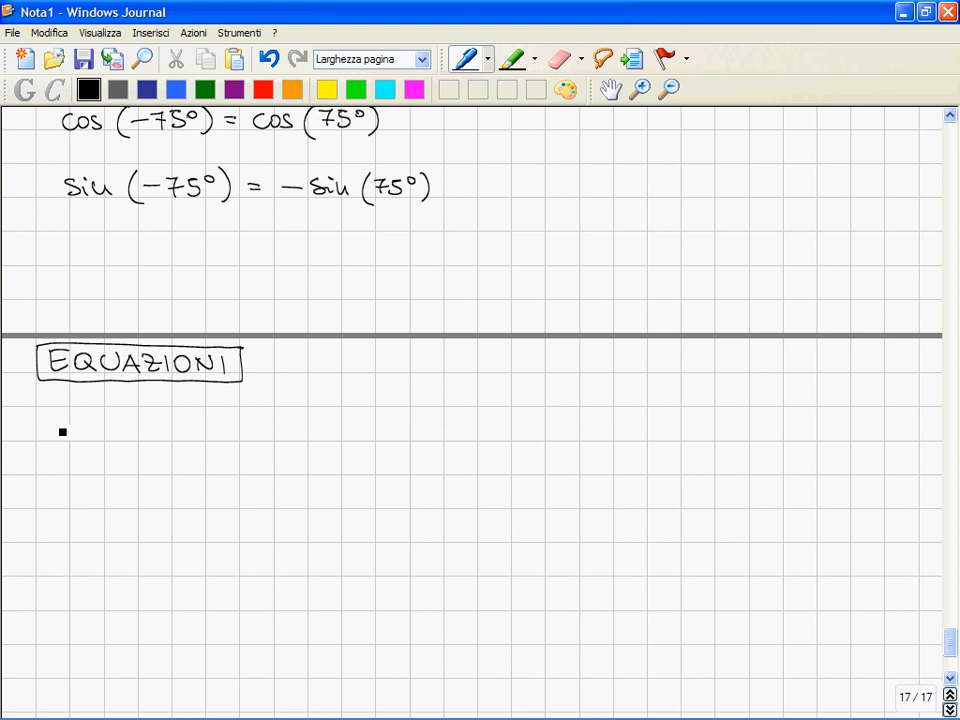 Nota1 - Windows Journal
File Modifica Visualizza Inserisci Azioni Strumenti ?
Larghezza pagina
G C
cos (-75°) = cos (75°)
sin (-75°) = -sin (75°)
EQUAZIONI
17 / 17